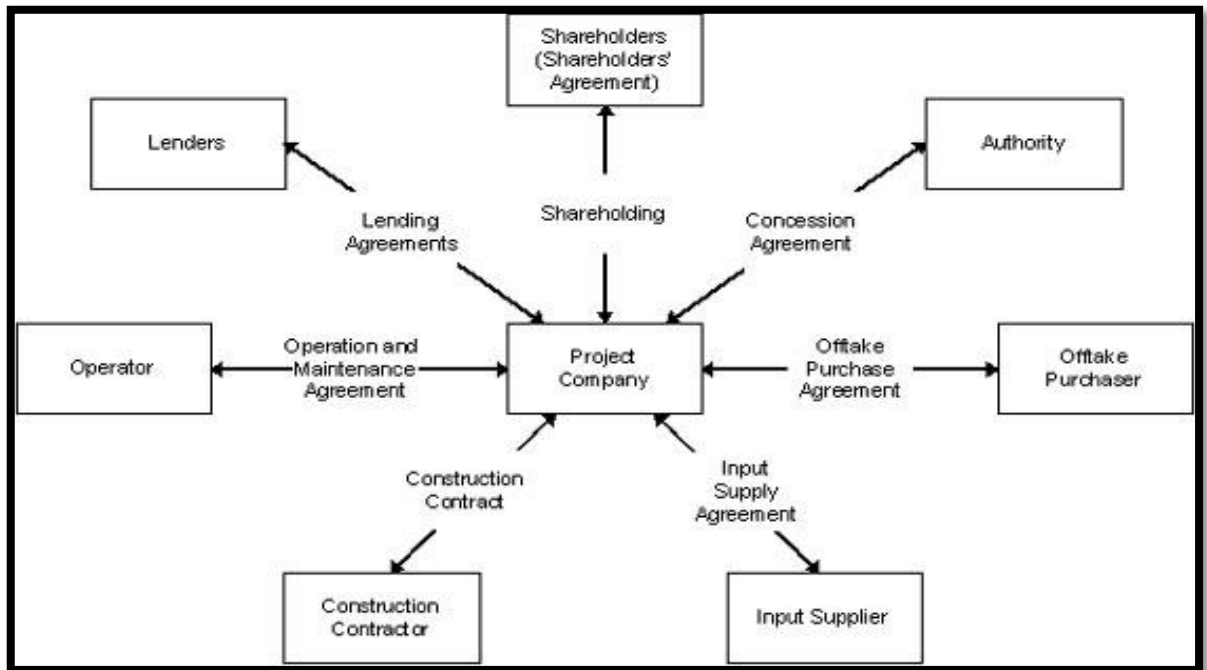 Shareholders
(Shareholders'
Agreement)
Lenders
Authority
Lending
Agreements
Shareholding
Concession
Agreement
Operator
Operation and
Maintenance
Agreement
Project
Company
Offtake
Purchase
Agreement
Offtake
Purchaser
Construction
Contract
Input
Supply
Agreement
Construction
Contractor
Input Supplier